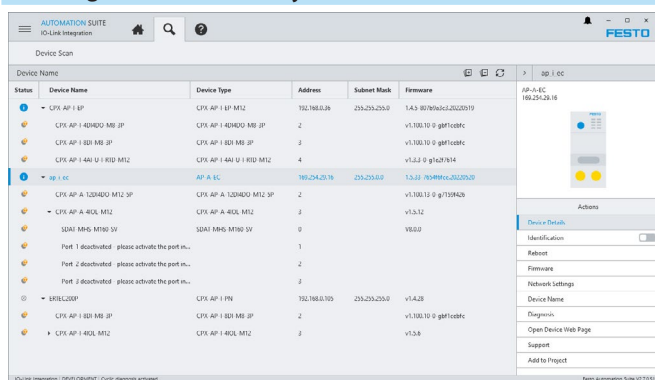 AUTOMATION SUITE
IO-Link Integration
FESTO
Device Scan
Device Name
ap_i_ec
Status Device Name Device Type Address Subnet Mask Firmware
CPX-AP-I-EP CPX-AP-I-EP-M12 192.168.0.36 255.255.255.0
CPX-AP-I-4DI4DO-M8-3P CPX-AP-I-4DI4DO-M8-3P 2
CPX-AP-I-8DI-M8-3P CPX-AP-I-8DI-M8-3P 3
CPX-AP-I-4AI-U-I-RTD-M12 CPX-AP-I-4AI-U-I-RTD-M12 4
ap_i_ec AP-A-EC 169.254.29.16 255.255.0.0
CPX-AP-A-12DI4DO-M12-5P CPX-AP-A-12DI4DO-M12-5P 2
CPX-AP-A-4IOL-M12 CPX-AP-A-4IOL-M12 3 v1.5.12
SDAT-MHS-M160-SV SDAT-MHS-M160-SV 0 V8.0.0
Port 1 deactivated - please activate the port in... 1
Port 2 deactivated - please activate the port in... 2
Port 3 deactivated - please activate the port in... 3
ERTEC200P CPX-AP-I-PN 192.168.0.105 255.255.255.0 v1.4.28
CPX-AP-I-8DI-M8-3P CPX-AP-I-8DI-M8-3P 2
CPX-AP-I-4IOL-M12 CPX-AP-I-4IOL-M12 3 v1.5.6
AP-A-EC
169.254.29.16
FESTO
Actions
Device Details
Identification
Reboot
Firmware
Network Settings
Device Name
Diagnosis
Open Device Web Page
Support
Add to Project
IO-Link Integration | DEVELOPMENT | Cyclic diagnosis activated
Festo Automation Suite